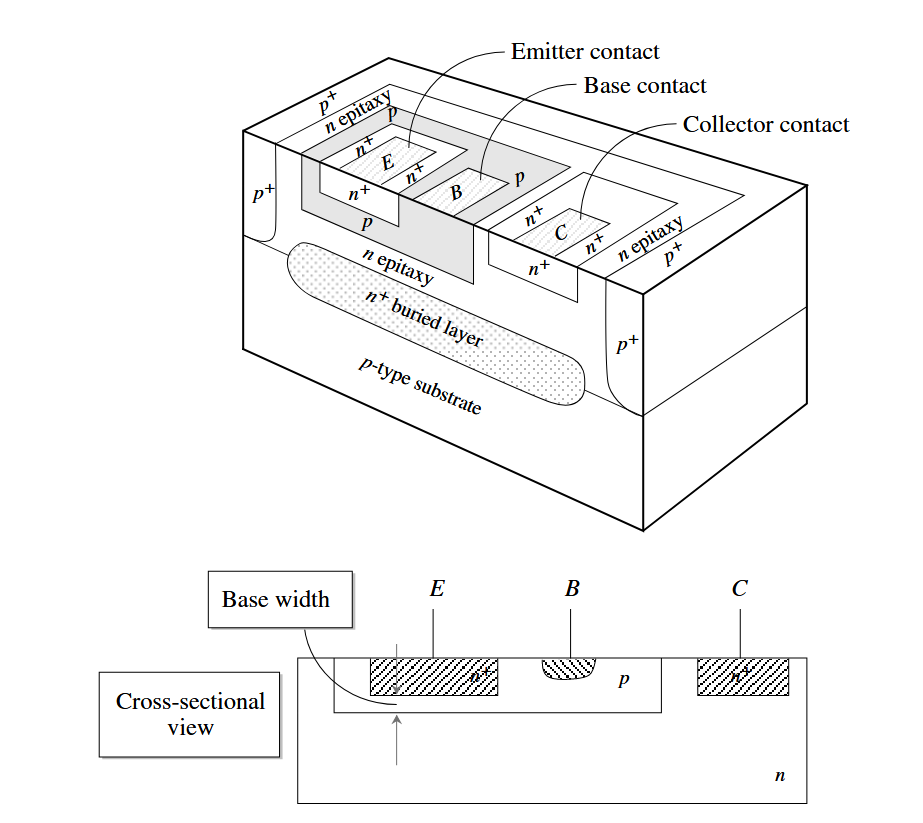 Emitter contact
Base contact
Collector contact
p+
n epitaxy
p
n+
E
n+
B
p
p+
n+
p
n+
C
n+
n epitaxy
p+
n+
n epitaxy
n+ buried layer
p+
p-type substrate
E
B
C
Base width
n+
p
n+
Cross-sectional
view
n